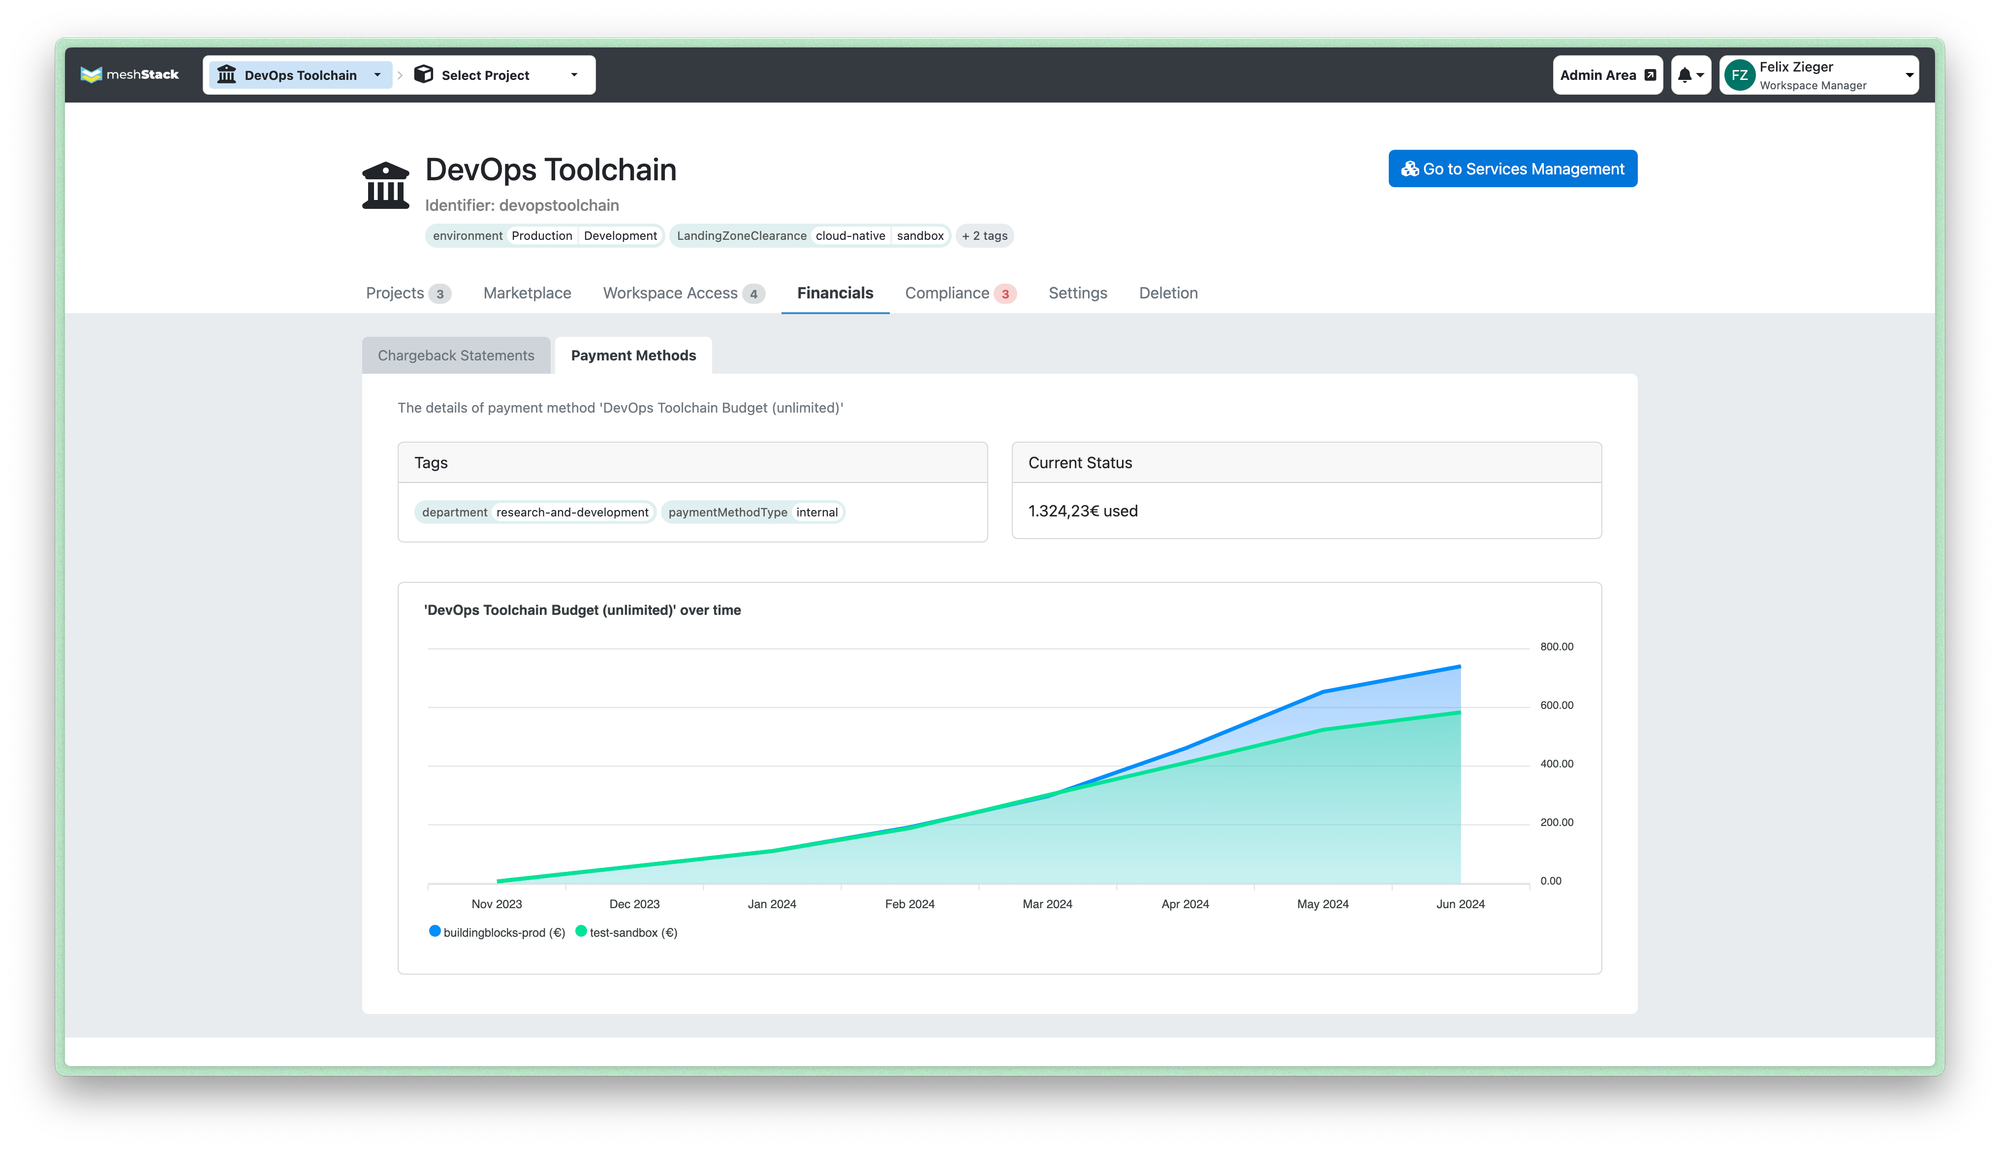 meshStack
DevOps Toolchain
Select Project
Admin Area
FZ
Felix Zieger
Workspace Manager
DevOps Toolchain
Go to Services Management
Identifier: devopstoolchain
environment Production Development LandingZoneClearance cloud-native sandbox + 2 tags
Projects 3 Marketplace Workspace Access 4 Financials Compliance 3 Settings Deletion
Chargeback Statements Payment Methods
The details of payment method 'DevOps Toolchain Budget (unlimited)'
Tags
department research-and-development paymentMethodType internal
Current Status
1.324,23€ used
'DevOps Toolchain Budget (unlimited)' over time
800.00
600.00
400.00
200.00
0.00
Nov 2023 Dec 2023 Jan 2024 Feb 2024 Mar 2024 Apr 2024 May 2024 Jun 2024
buildingblocks-prod (€) test-sandbox (€)